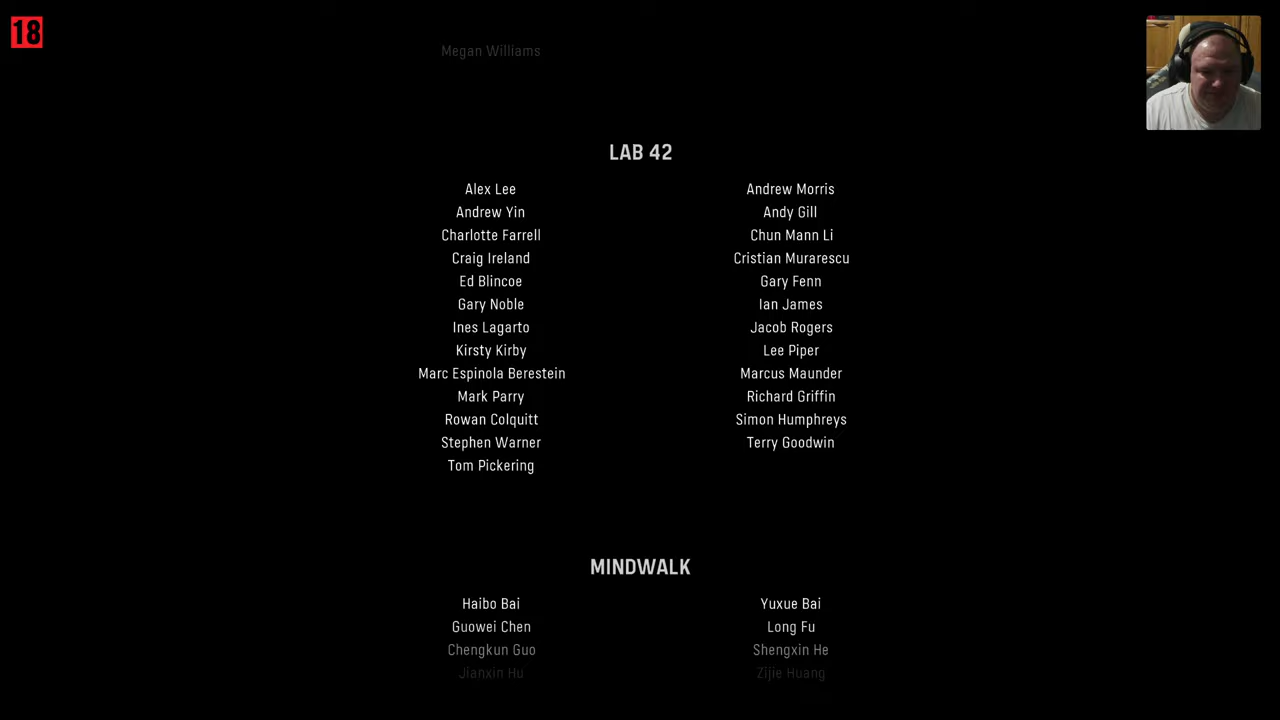 18
Megan Williams
LAB 42
Alex Lee
Andrew Morris
Andrew Yin
Andy Gill
Charlotte Farrell
Chun Mann Li
Craig Ireland
Cristian Murarescu
Ed Blincoe
Gary Fenn
Gary Noble
Ian James
Ines Lagarto
Jacob Rogers
Kirsty Kirby
Lee Piper
Marc Espinola Berestein
Marcus Maunder
Mark Parry
Richard Griffin
Rowan Colquitt
Simon Humphreys
Stephen Warner
Terry Goodwin
Tom Pickering
MINDWALK
Haibo Bai
Yuxue Bai
Guowei Chen
Long Fu
Chengkun Guo
Shengxin He
Jianxin Hu
Zijie Huang